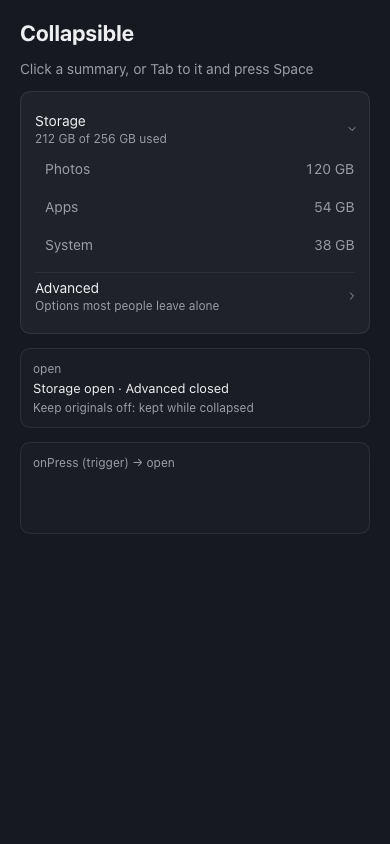 Collapsible
Click a summary, or Tab to it and press Space
Storage
212 GB of 256 GB used
Photos 120 GB
Apps 54 GB
System 38 GB
Advanced
Options most people leave alone
open
Storage open · Advanced closed
Keep originals off: kept while collapsed
onPress (trigger) → open